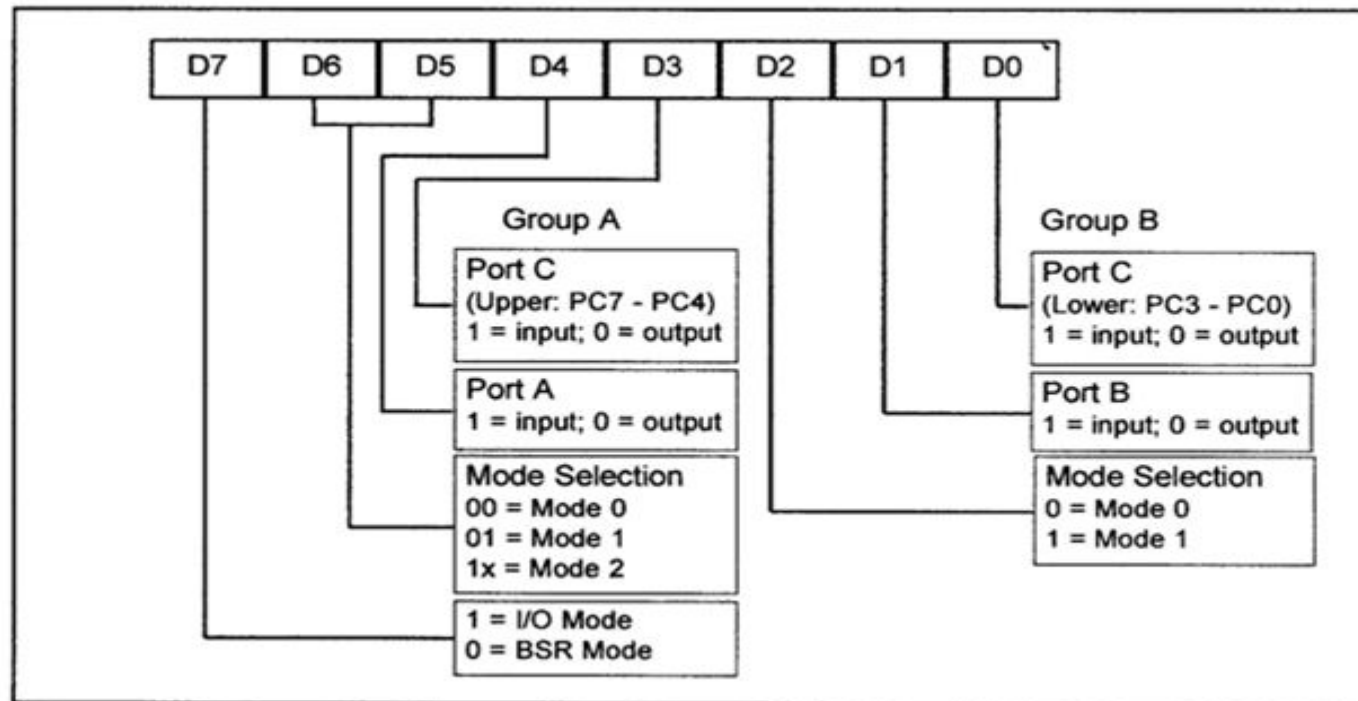 D7 D6 D5 D4 D3 D2 D1 D0
Group A
Port C
(Upper: PC7 - PC4)
1 = input; 0 = output
Port A
1 = input; 0 = output
Mode Selection
00 = Mode 0
01 = Mode 1
1x = Mode 2
1 = I/O Mode
0 = BSR Mode
Group B
Port C
(Lower: PC3 - PC0)
1 = input; 0 = output
Port B
1 = input; 0 = output
Mode Selection
0 = Mode 0
1 = Mode 1